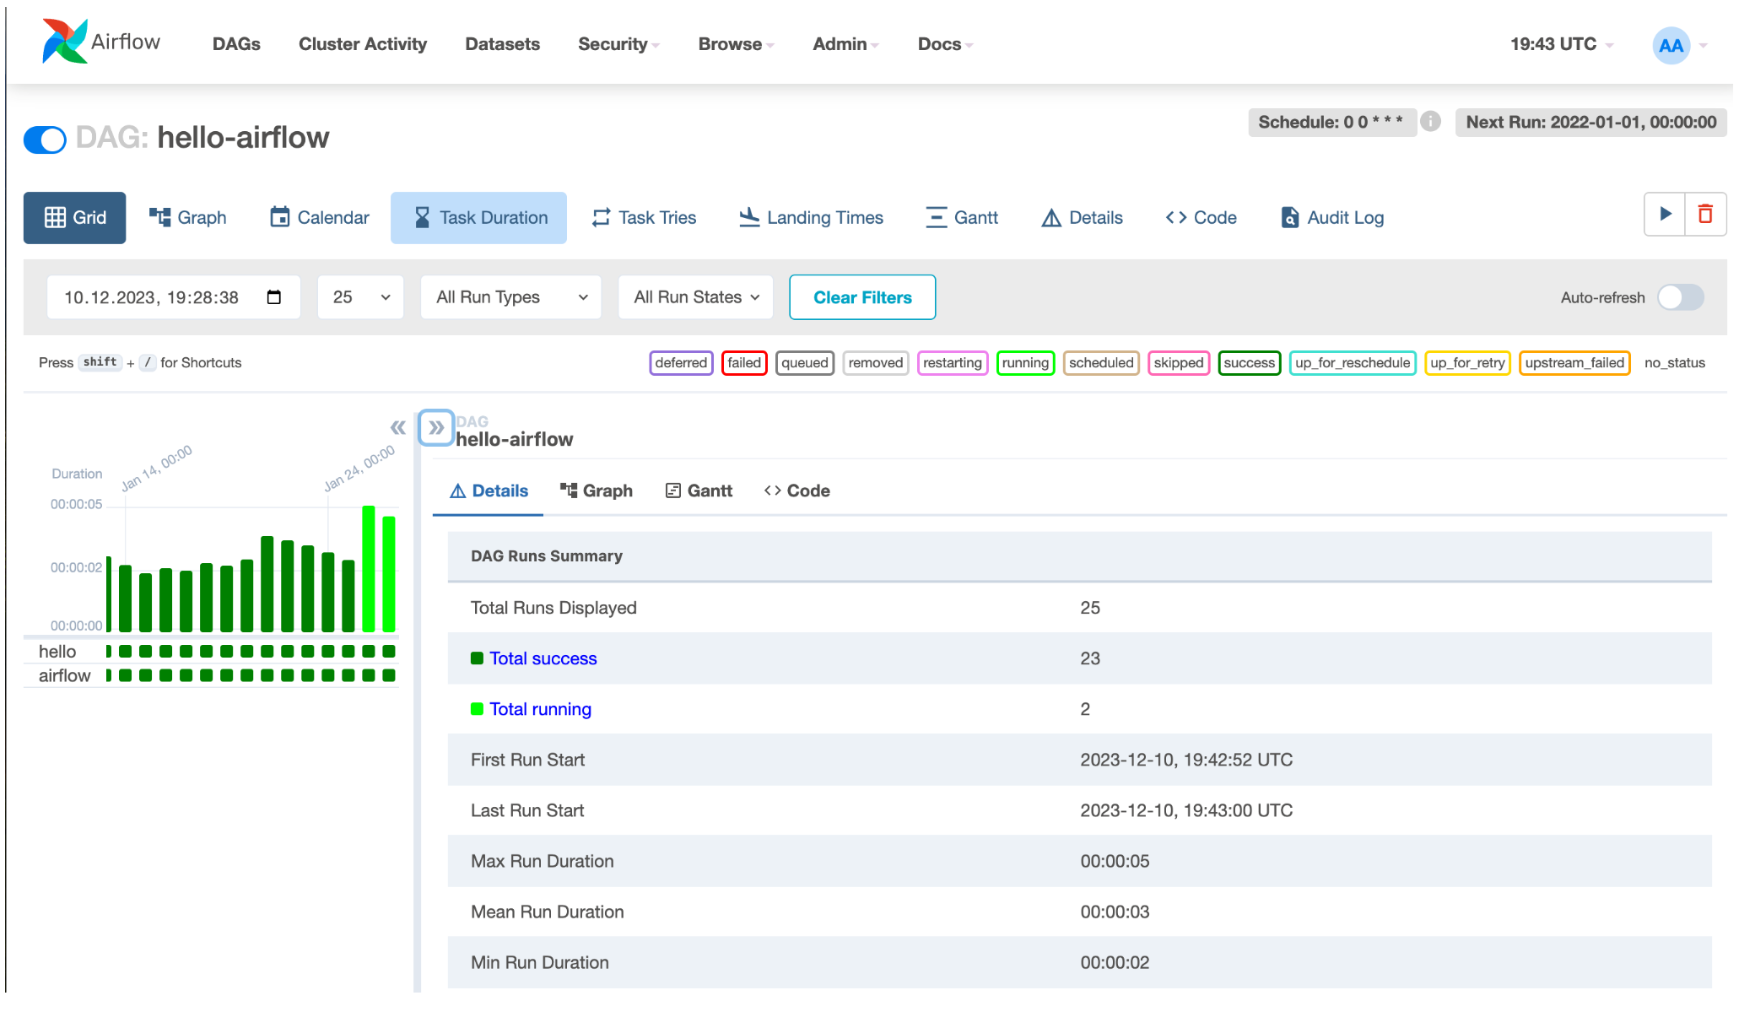 Airflow DAGs Cluster Activity Datasets Security Browse Admin Docs 19:43 UTC AA
DAG: hello-airflow
Schedule: 0 0 * * * i Next Run: 2022-01-01, 00:00:00
Grid Graph Calendar Task Duration Task Tries Landing Times Gantt Details Code Audit Log
10.12.2023, 19:28:38 25 All Run Types All Run States Clear Filters Auto-refresh
Press shift + / for Shortcuts deferred failed queued removed restarting running scheduled skipped success up_for_reschedule up_for_retry upstream_failed no_status
« » DAG
hello-airflow
Duration Jan 14, 00:00 Jan 24, 00:00
00:00:05
00:00:02
00:00:00
hello
airflow
Details Graph Gantt Code
DAG Runs Summary
Total Runs Displayed 25
Total success 23
Total running 2
First Run Start 2023-12-10, 19:42:52 UTC
Last Run Start 2023-12-10, 19:43:00 UTC
Max Run Duration 00:00:05
Mean Run Duration 00:00:03
Min Run Duration 00:00:02